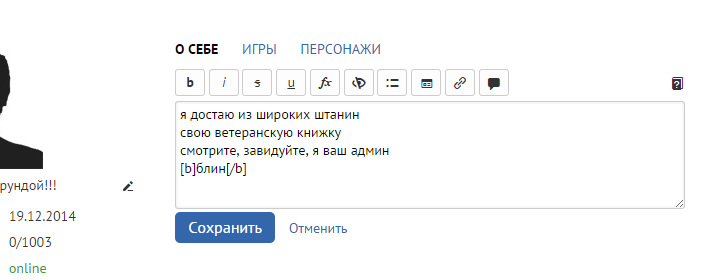 О СЕБЕ ИГРЫ ПЕРСОНАЖИ
b i s u fx
я достаю из широких штанин
свою ветеранскую книжку
смотрите, завидуйте, я ваш админ
[b]блин[/b]
Сохранить Отменить
рундой!!!
19.12.2014
0/1003
online